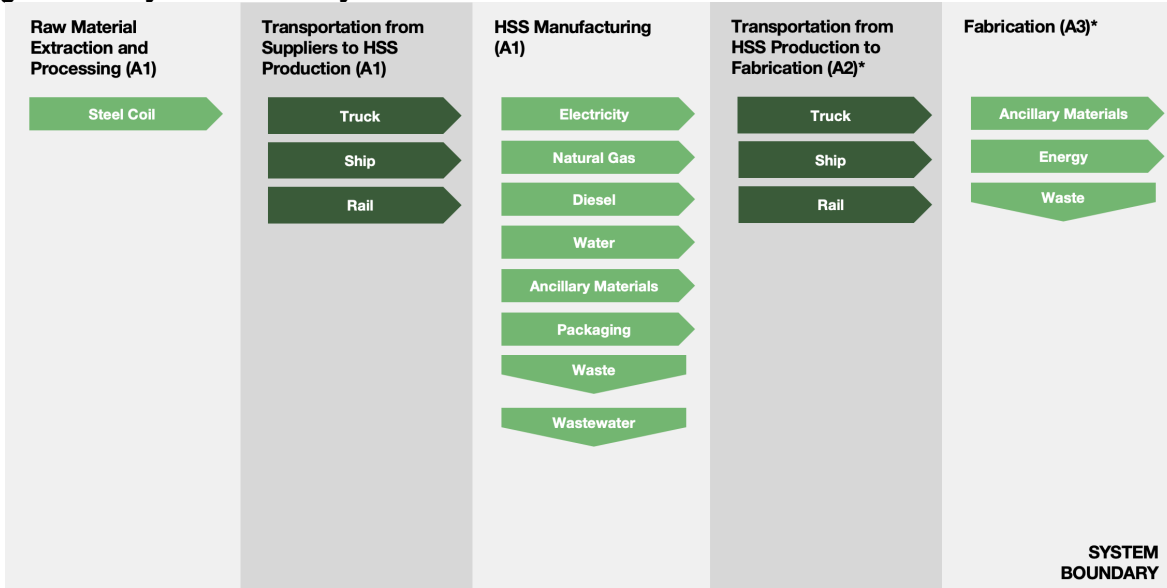 Raw Material
Extraction and
Processing (A1)
Steel Coil
Transportation from
Suppliers to HSS
Production (A1)
Truck
Ship
Rail
HSS Manufacturing
(A1)
Electricity
Natural Gas
Diesel
Water
Ancillary Materials
Packaging
Waste
Wastewater
Transportation from
HSS Production to
Fabrication (A2)*
Truck
Ship
Rail
Fabrication (A3)*
Ancillary Materials
Energy
Waste
SYSTEM
BOUNDARY